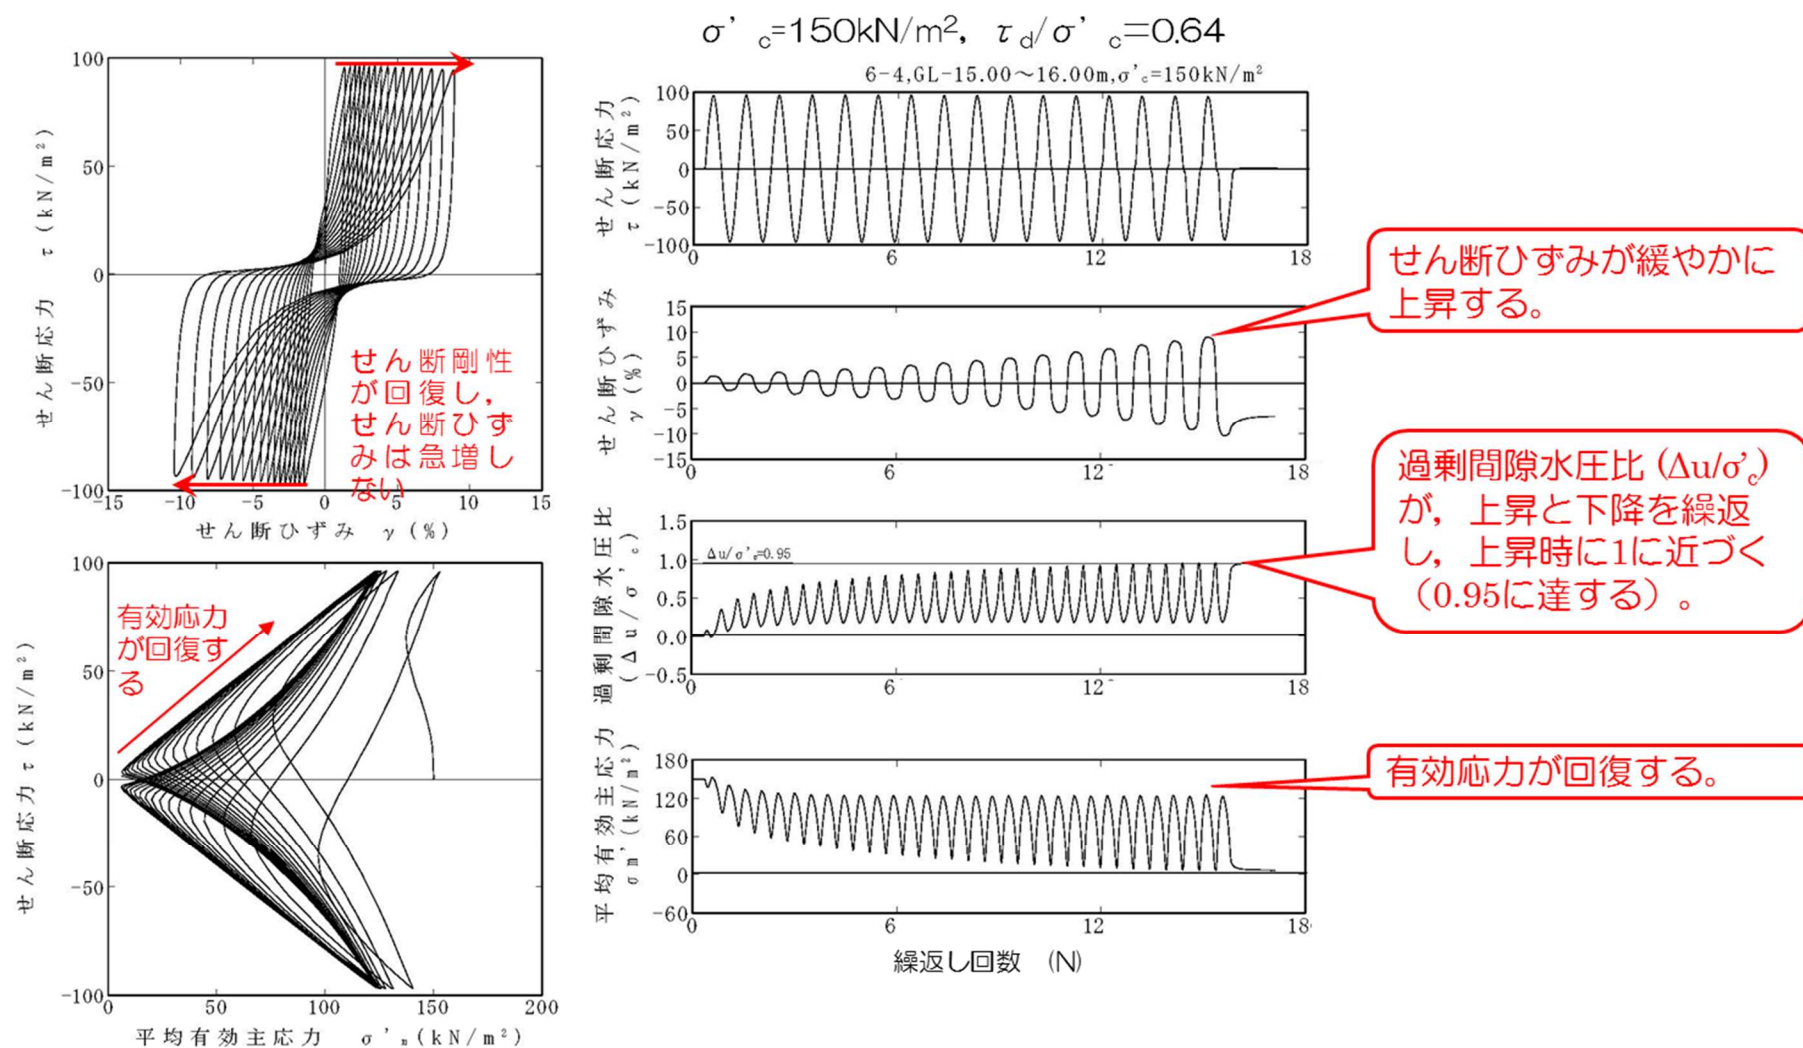 σ'c=150kN/m², τd/σ'c=0.64
6-4,GL-15.00～16.00m,σ'c=150kN/m²
せん断応力 τ (kN/m²)
100
50
0
-50
-100
-15
-10
-5
0
5
10
15
せん断ひずみ γ (%)
せん断剛性
が回復し，
せん断ひず
みは急増し
ない
せん断応力 τ (kN/m²)
100
50
0
-50
-100
50
100
150
200
平均有効主応力 σ'm (kN/m²)
有効応力
が回復す
る
せん断応力
τ (kN/m²)
100
50
0
-50
-100
0
6
12
18
せん断ひずみ
γ (%)
15
10
5
0
-5
-10
-15
0
6
12
18
過剰間隙水圧比
(Δu/σ'c)
1.5
1.0
0.5
0.0
-0.5
Δu/σ'c=0.95
0
6
12
18
平均有効主応力
σm' (kN/m²)
180
120
60
0
-60
0
6
12
18
繰返し回数 (N)
せん断ひずみが緩やかに
上昇する。
過剰間隙水圧比 (Δu/σ'c)
が，上昇と下降を繰返
し，上昇時に1に近づく
（0.95に達する）。
有効応力が回復する。